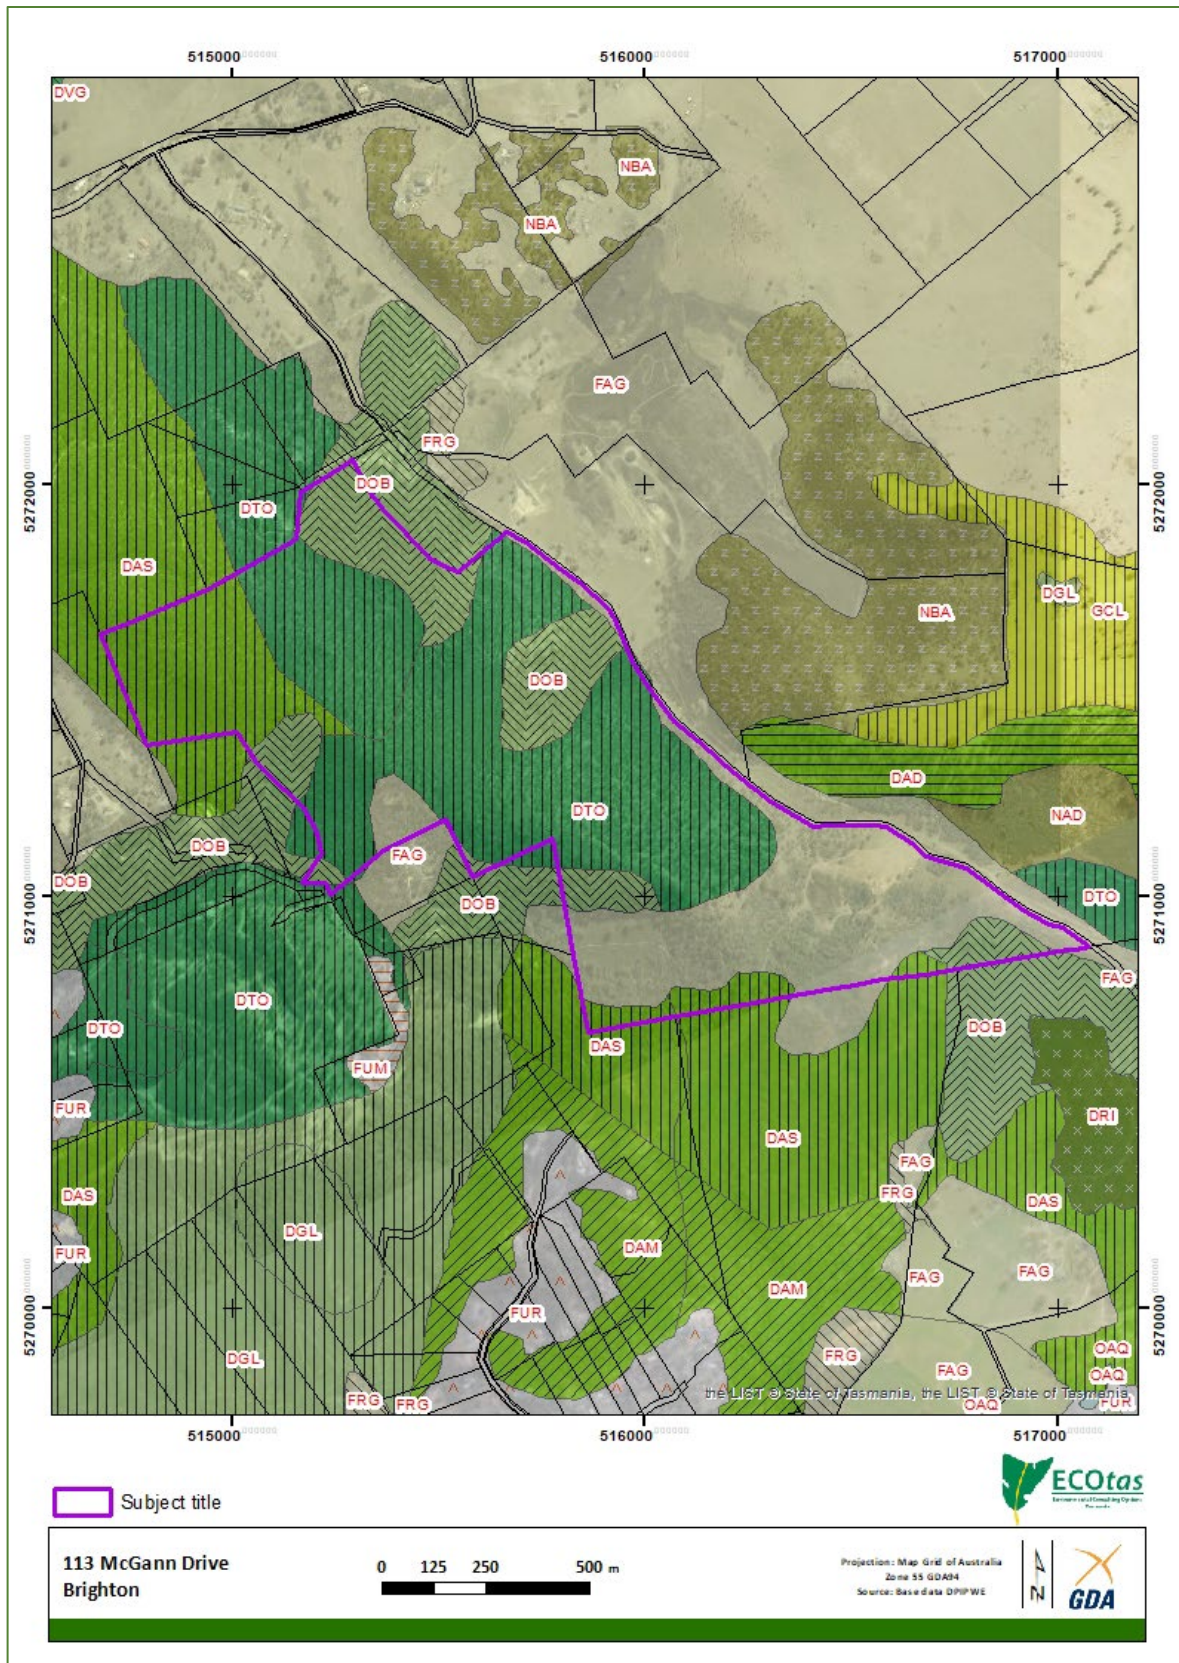 515000 516000 517000
DVG
NBA
NBA
FAG
FRG
5272000 5272000
DOB
DTO
DAS
DGL
NBA
GCL
DOB
DAD
DTO
NAD
DOB
FAG
DOB
DOB
DTO
5271000 5271000
FAG
DTO
DTO
DOB
DAS
FUM
FUR
DRI
DAS
FAG
FRG
DAS
DAS
DGL
FUR
DAM
FAG
FAG
DAM
FUR
5270000 5270000
DGL
FRG
OAQ
FAG
OAQ
FRG
FRG
OAQ
FUR
the LIST © State of Tasmania, the LIST © State of Tasmania
515000 516000 517000
Subject title
ECOtas
113 McGann Drive
Brighton
0 125 250 500 m
Projection: Map Grid of Australia
Zone 55 GDA94
Source: Base data DPIPWE
N
GDA